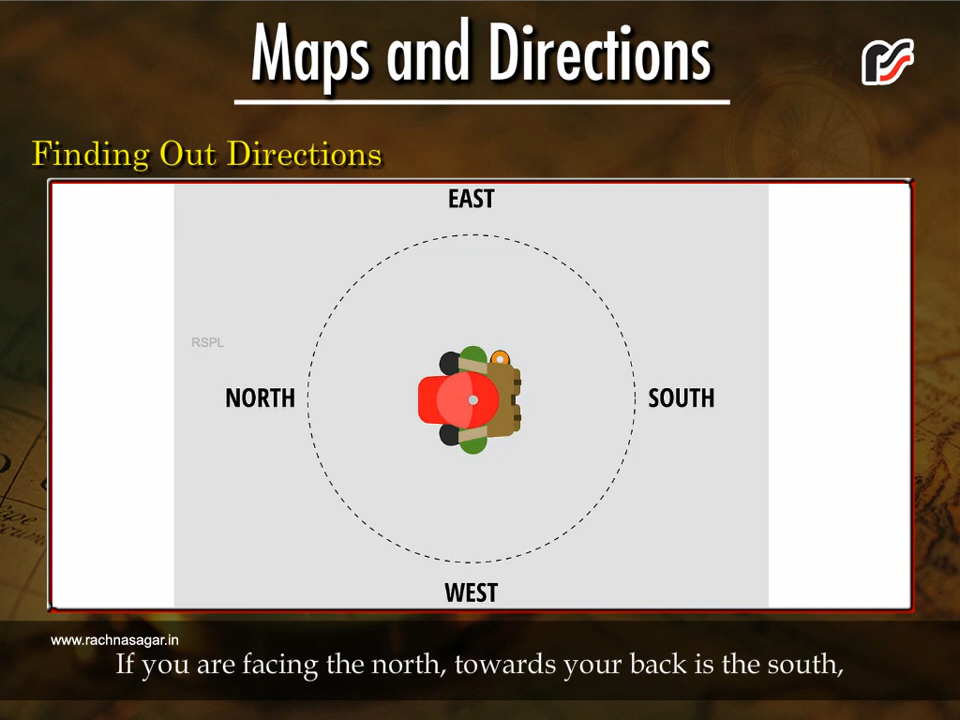 Maps and Directions
Finding Out Directions
EAST
RSPL
NORTH
SOUTH
WEST
www.rachnasagar.in
If you are facing the north, towards your back is the south,